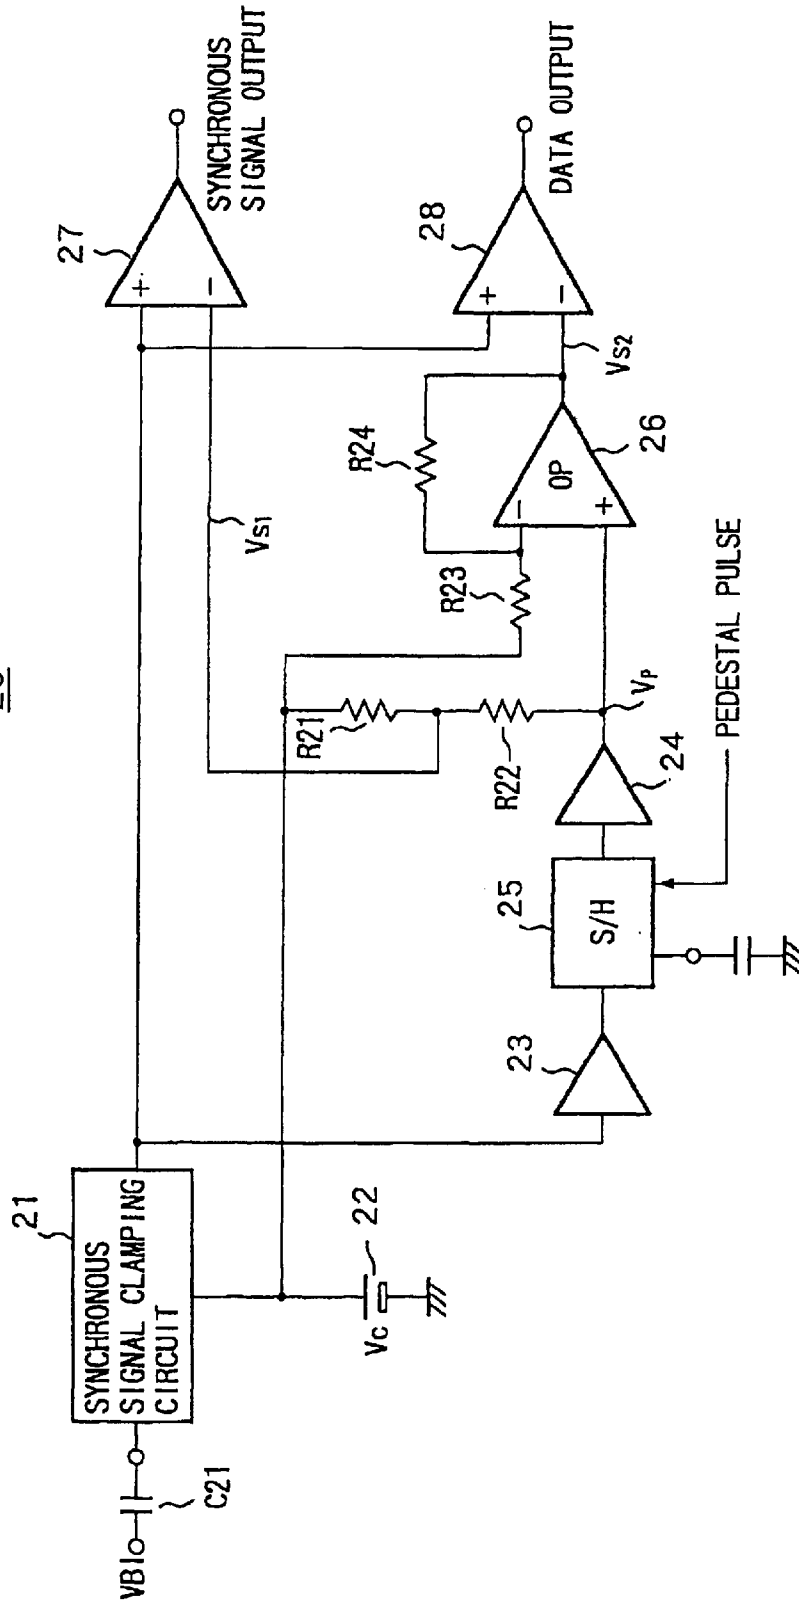 21
SYNCHRONOUS
SIGNAL CLAMPING
CIRCUIT
VBI
C21
Vc
22
27
+
-
SYNCHRONOUS
SIGNAL OUTPUT
VS1
28
+
-
DATA OUTPUT
VS2
R24
R23
OP
-
+
26
R21
R22
VP
23
25
S/H
24
PEDESTAL PULSE